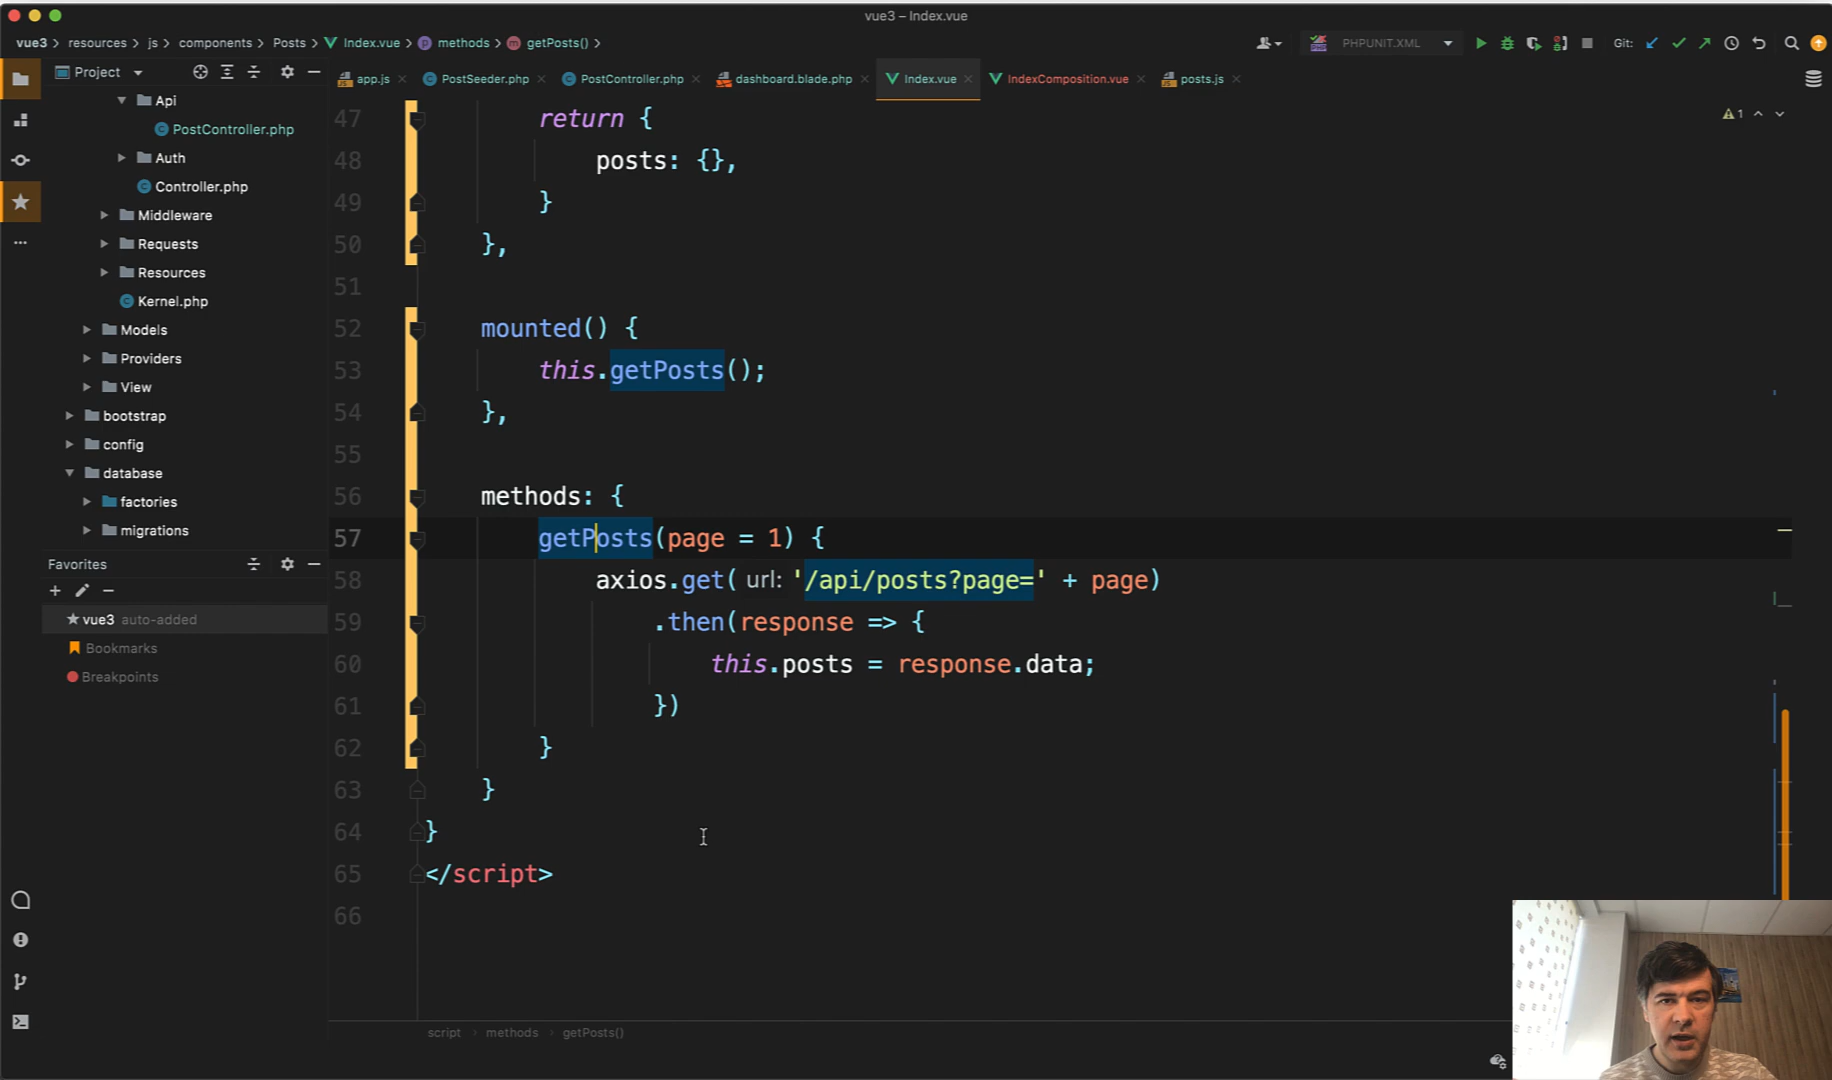 vue3 – Index.vue
vue3 resources js components Posts Index.vue methods getPosts()
PHPUNIT.XML Git:
Project
app.js PostSeeder.php PostController.php dashboard.blade.php Index.vue IndexComposition.vue posts.js
Api
PostController.php
Auth
Controller.php
Middleware
Requests
Resources
Kernel.php
Models
Providers
View
bootstrap
config
database
factories
migrations
Favorites
vue3 auto-added
Bookmarks
Breakpoints
1
47 return {
48 posts: {},
49 }
50 },
51
52 mounted() {
53 this.getPosts();
54 },
55
56 methods: {
57 getPosts(page = 1) {
58 axios.get( url: '/api/posts?page=' + page)
59 .then(response => {
60 this.posts = response.data;
61 })
62 }
63 }
64 }
65 </script>
66
script methods getPosts()